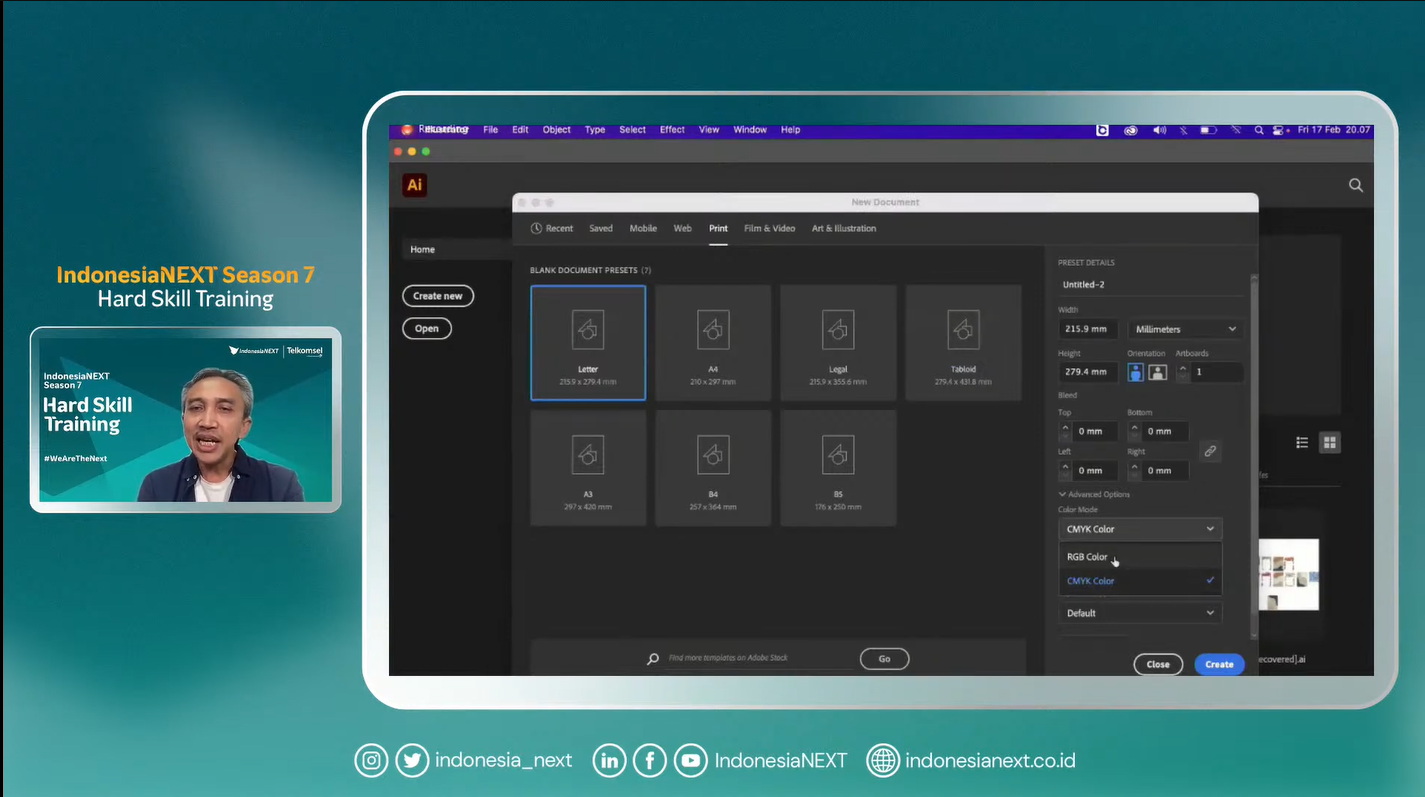 IndonesiaNEXT Season 7
Hard Skill Training
IndonesiaNEXT | Telkomsel
IndonesiaNEXT
Season 7
Hard Skill
Training
#WeAreTheNext
File Edit Object Type Select Effect View Window Help
Fri 17 Feb 20.07
Ai
Home
Create new
Open
New Document
Recent Saved Mobile Web Print Film & Video Art & Illustration
BLANK DOCUMENT PRESETS (7)
Letter
215.9 x 279.4 mm
A4
210 x 297 mm
Legal
215.9 x 355.6 mm
Tabloid
279.4 x 431.8 mm
A3
297 x 420 mm
B4
257 x 364 mm
B5
176 x 250 mm
Find more templates on Adobe Stock
Go
PRESET DETAILS
Untitled-2
Width
215.9 mm Millimeters
Height Orientation Artboards
279.4 mm 1
Bleed
Top Bottom
0 mm 0 mm
Left Right
0 mm 0 mm
Advanced Options
Color Mode
CMYK Color
RGB Color
CMYK Color
Default
Close Create
ecovered].ai
indonesia_next IndonesiaNEXT indonesianext.co.id